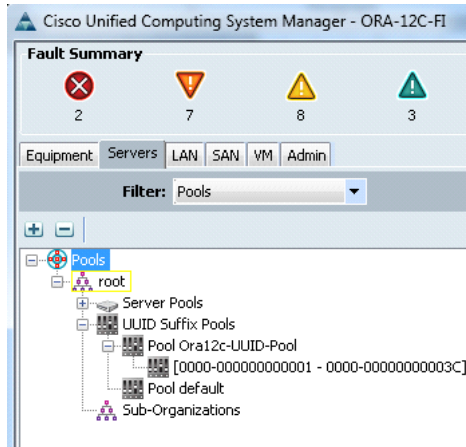 Cisco Unified Computing System Manager - ORA-12C-FI
Fault Summary
2 7 8 3
Equipment Servers LAN SAN VM Admin
Filter: Pools
Pools
root
Server Pools
UUID Suffix Pools
Pool Ora12c-UUID-Pool
[0000-000000000001 - 0000-00000000003C]
Pool default
Sub-Organizations